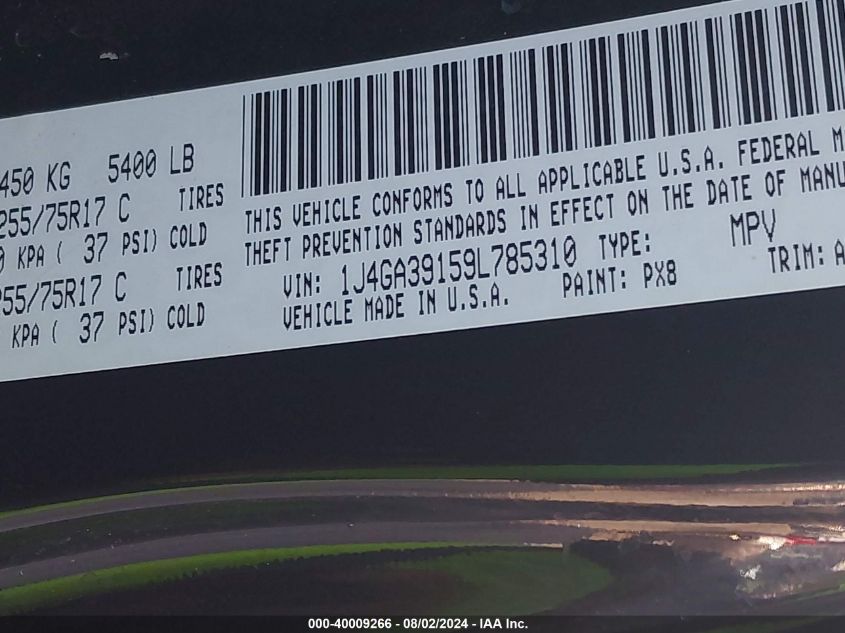 450 KG 5400 LB
255/75R17 C TIRES
KPA ( 37 PSI) COLD
255/75R17 C TIRES
KPA ( 37 PSI) COLD
THIS VEHICLE CONFORMS TO ALL APPLICABLE U.S.A. FEDERAL M
THEFT PREVENTION STANDARDS IN EFFECT ON THE DATE OF MANU
VIN: 1J4GA39159L785310 TYPE: MPV
VEHICLE MADE IN U.S.A. PAINT: PX8 TRIM: A
000-40009266 - 08/02/2024 - IAA Inc.